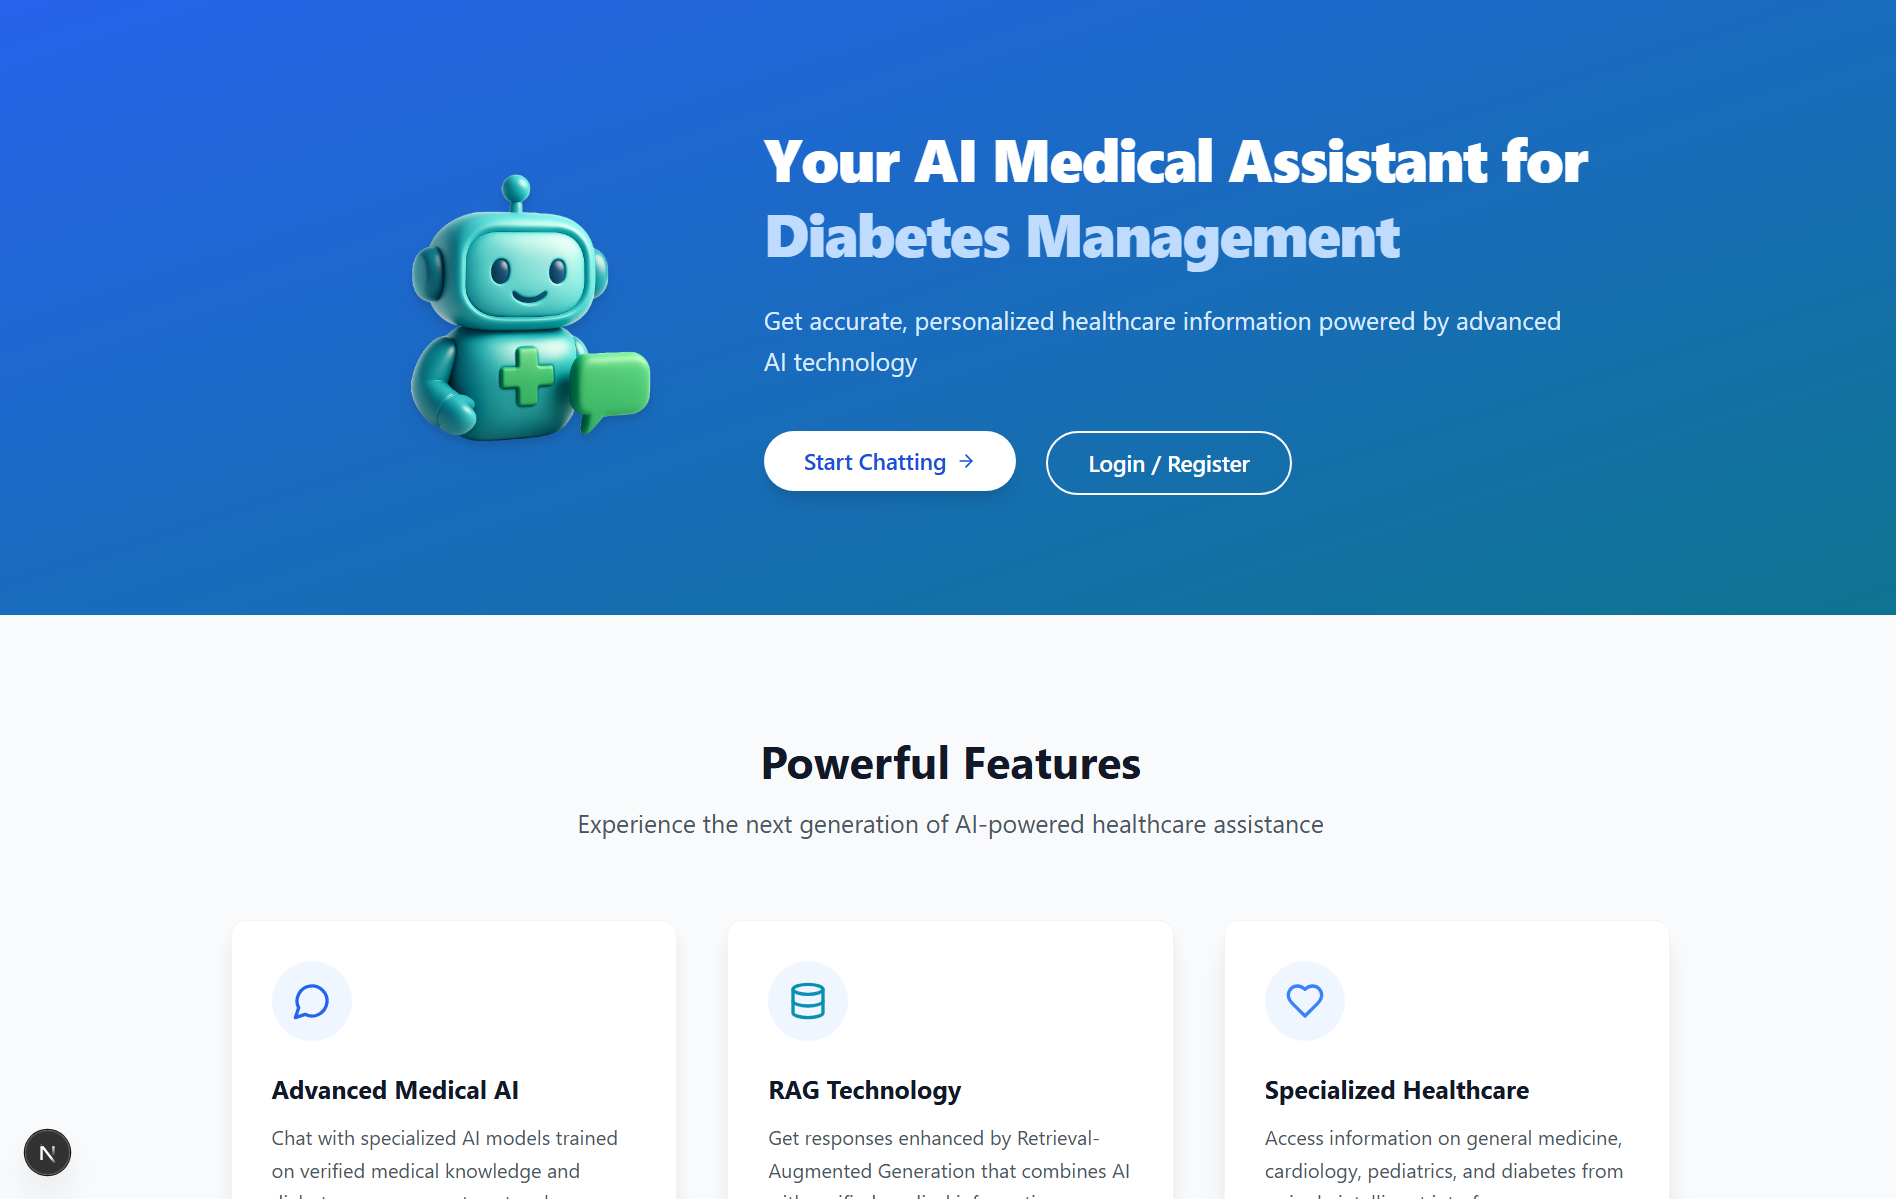 Your AI Medical Assistant for
Diabetes Management
Get accurate, personalized healthcare information powered by advanced
AI technology
Start Chatting
Login / Register
Powerful Features
Experience the next generation of AI-powered healthcare assistance
Advanced Medical AI
Chat with specialized AI models trained
on verified medical knowledge and
RAG Technology
Get responses enhanced by Retrieval-
Augmented Generation that combines AI
Specialized Healthcare
Access information on general medicine,
cardiology, pediatrics, and diabetes from
N